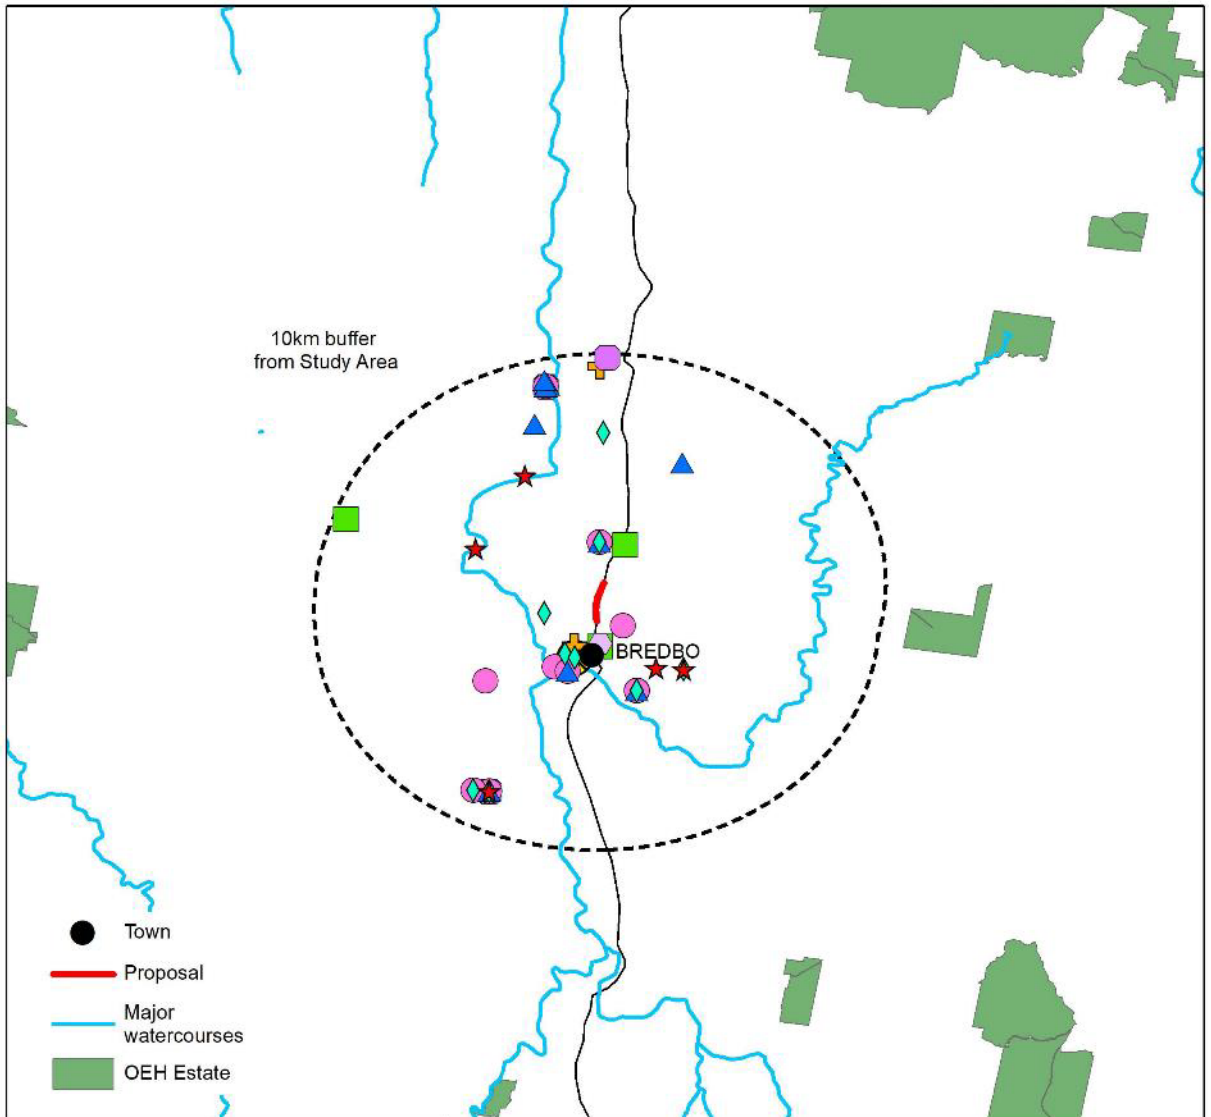 10km buffer
from Study Area
BREDBO
Town
Proposal
Major
watercourses
OEH Estate